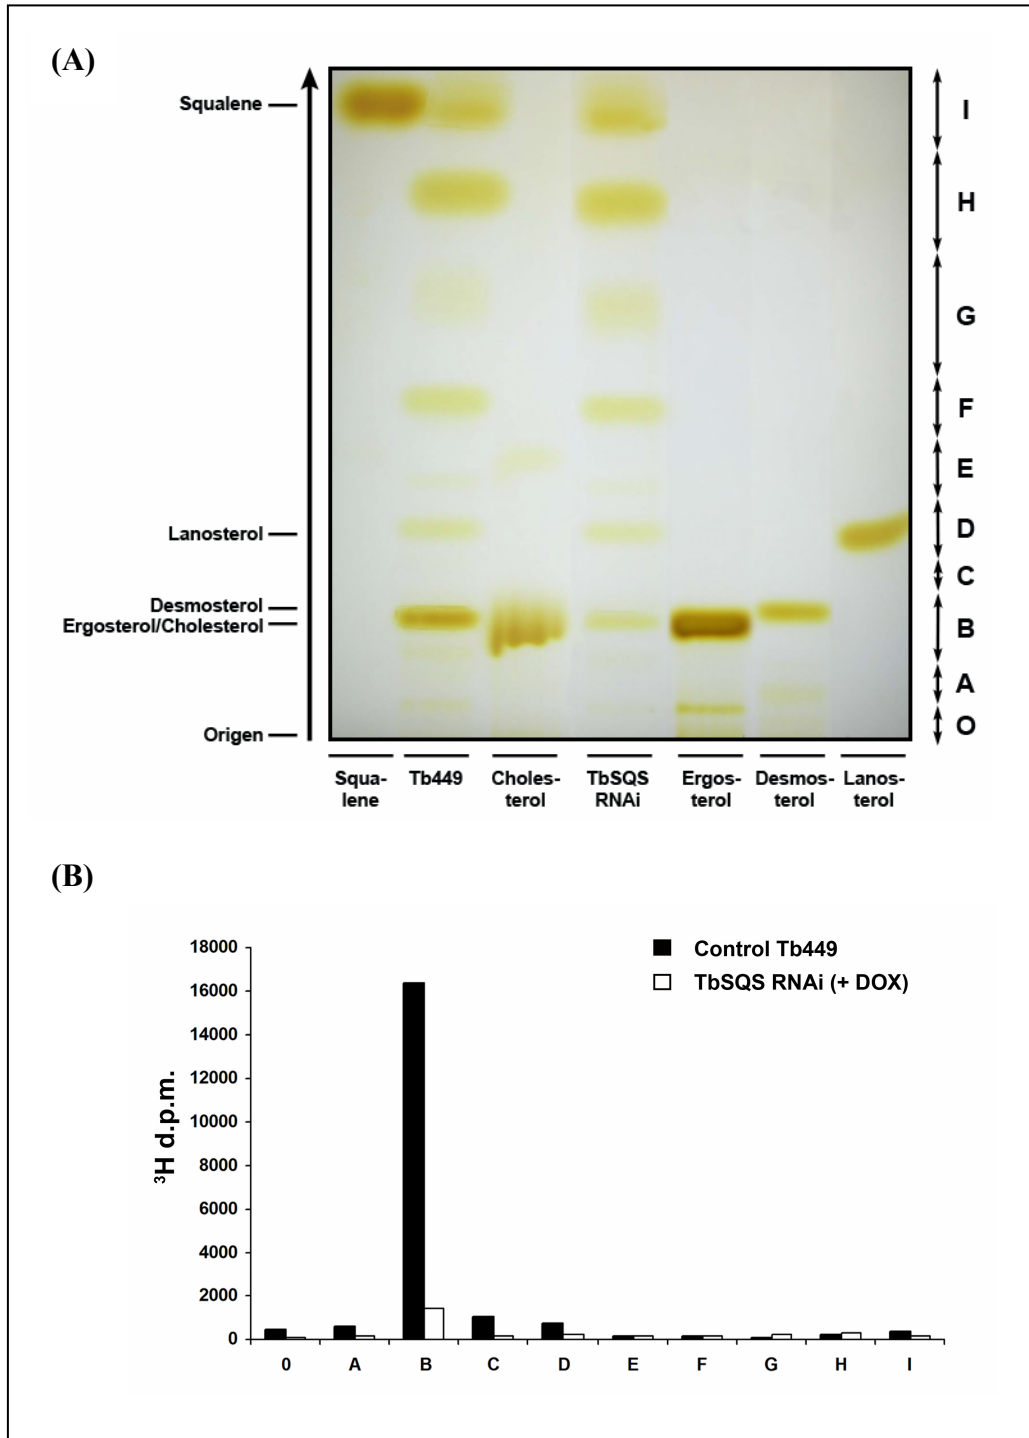 (A)
Squalene
Lanosterol
Desmosterol
Ergosterol/Cholesterol
Origen
I
H
G
F
E
D
C
B
A
O
Squa-
lene
Tb449
Choles-
terol
TbSQS
RNAi
Ergos-
terol
Desmos-
terol
Lanos-
terol
(B)
Control Tb449
TbSQS RNAi (+ DOX)
³H d.p.m.
18000
16000
14000
12000
10000
8000
6000
4000
2000
0
0 A B C D E F G H I